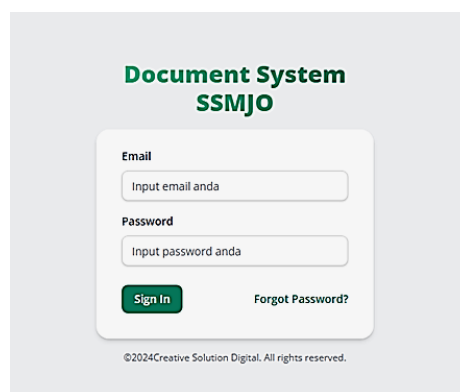 Document System
SSMJO
Email
Input email anda
Password
Input password anda
Sign In
Forgot Password?
©2024Creative Solution Digital. All rights reserved.